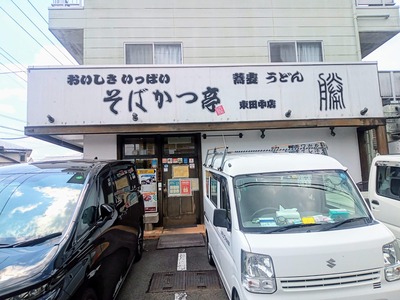 おいしさ いっぱい
蕎麦 うどん
そばかつ亭
東田中店
勝